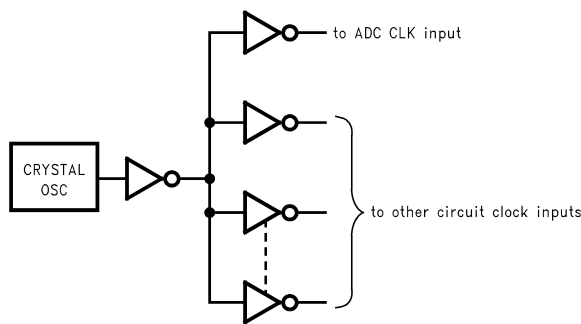 to ADC CLK input
CRYSTAL
OSC
to other circuit clock inputs